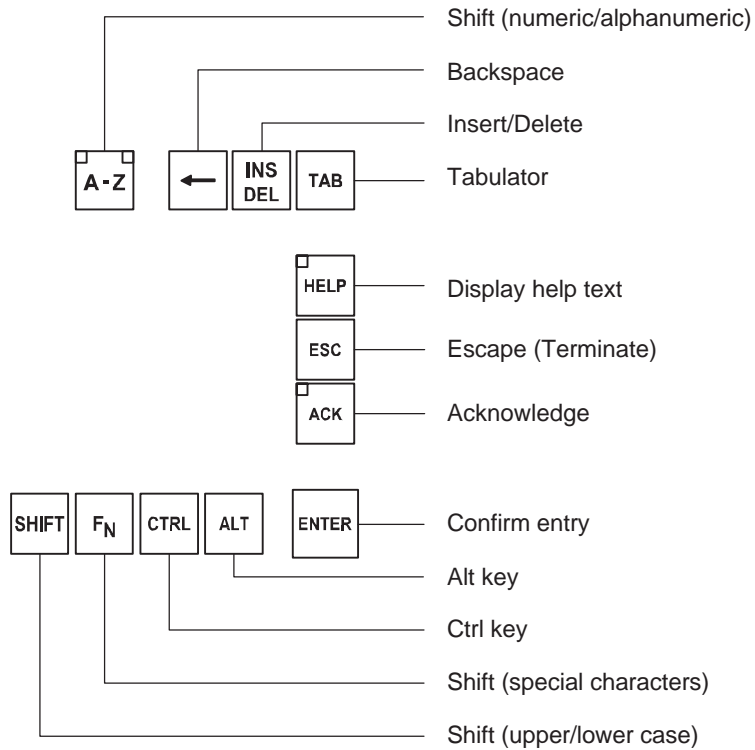 Shift (numeric/alphanumeric)
Backspace
Insert/Delete
A-Z
INS
DEL
TAB
Tabulator
HELP
Display help text
ESC
Escape (Terminate)
ACK
Acknowledge
SHIFT
FN
CTRL
ALT
ENTER
Confirm entry
Alt key
Ctrl key
Shift (special characters)
Shift (upper/lower case)